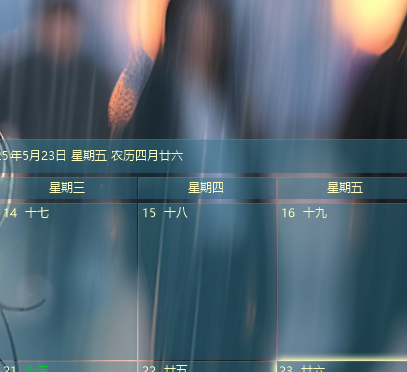 5年5月23日 星期五 农历四月廿六
星期三 星期四 星期五
14 十七 15 十八 16 十九
21 22 廿五 23 廿六